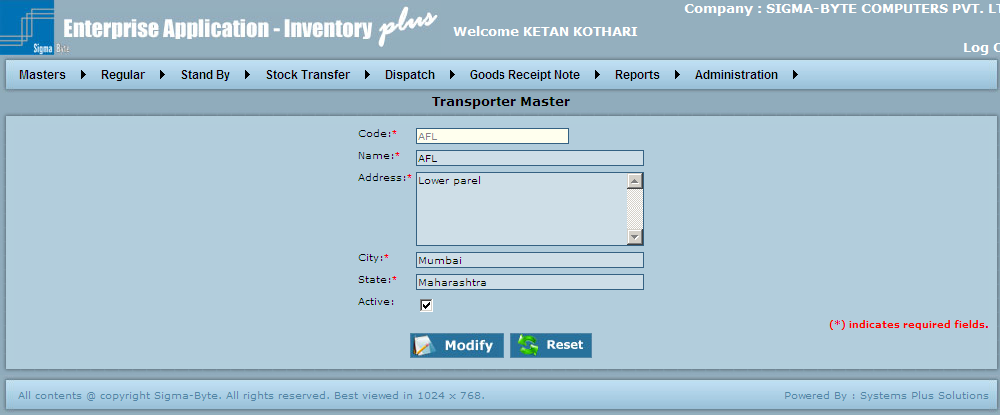 Company : SIGMA-BYTE COMPUTERS PVT.
Sigma Byte
Enterprise Application - Inventory plus
Welcome KETAN KOTHARI
Log
Masters Regular Stand By Stock Transfer Dispatch Goods Receipt Note Reports Administration
Transporter Master
Code:* AFL
Name:* AFL
Address:* Lower parel
City:* Mumbai
State:* Maharashtra
Active:
(*) indicates required fields.
Modify Reset
All contents @ copyright Sigma-Byte. All rights reserved. Best viewed in 1024 x 768. Powered By : Systems Plus Solutions